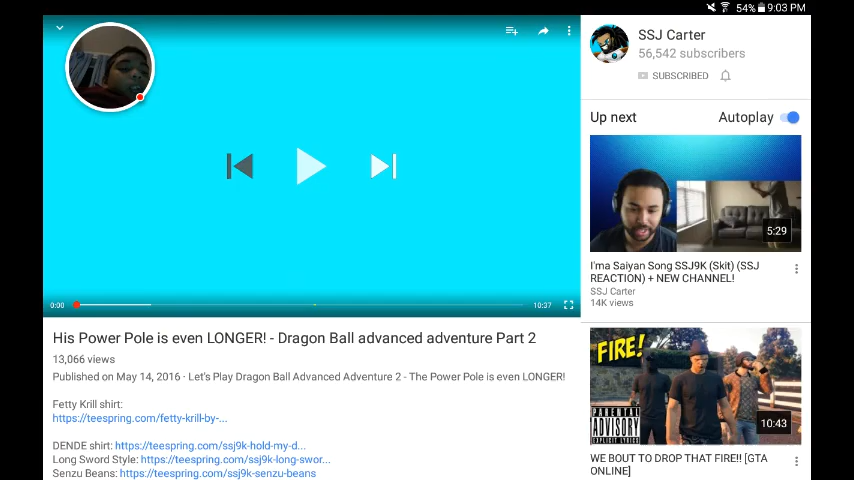 54% 9:03 PM
SSJ Carter
56,542 subscribers
SUBSCRIBED
Up next Autoplay
5:29
I'ma Saiyan Song SSJ9K (Skit) (SSJ
REACTION) + NEW CHANNEL!
SSJ Carter
14K views
FIRE!
PARENTAL
ADVISORY
EXPLICIT LYRICS
10:43
WE BOUT TO DROP THAT FIRE!! [GTA
ONLINE]
0:00 10:37
His Power Pole is even LONGER! - Dragon Ball advanced adventure Part 2
13,066 views
Published on May 14, 2016 · Let's Play Dragon Ball Advanced Adventure 2 - The Power Pole is even LONGER!
Fetty Krill shirt:
https://teespring.com/fetty-krill-by-...
DENDE shirt: https://teespring.com/ssj9k-hold-my-d...
Long Sword Style: https://teespring.com/ssj9k-long-swor...
Senzu Beans: https://teespring.com/ssj9k-senzu-beans